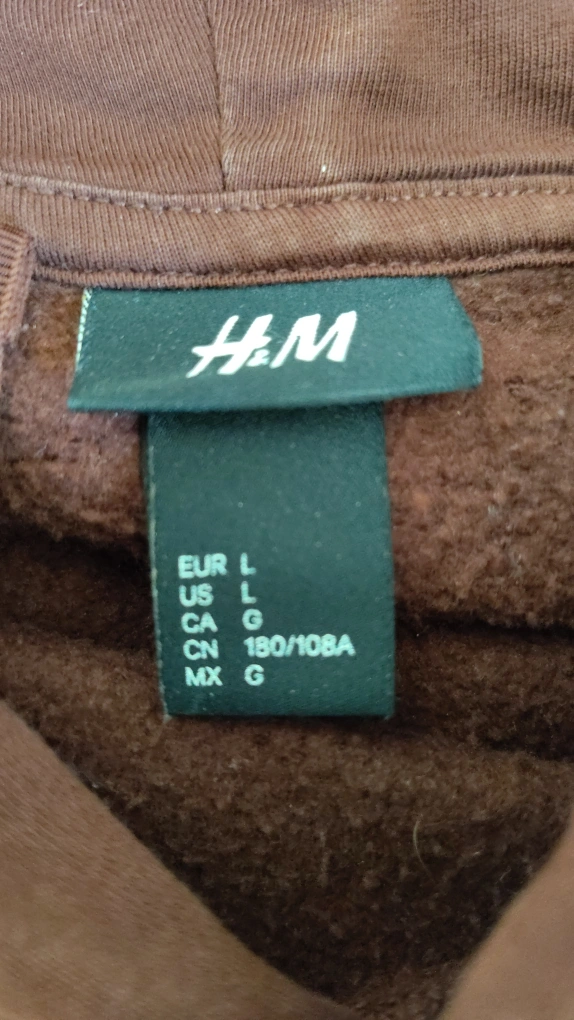 H&M
EUR L
US L
CA G
CN 180/108A
MX G